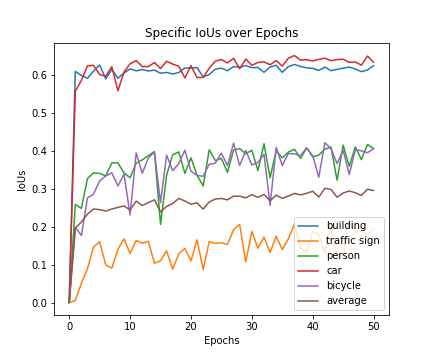 Specific IoUs over Epochs
IoUs
0.6
0.5
0.4
0.3
0.2
0.1
0.0
building
traffic sign
person
car
bicycle
average
0 10 20 30 40 50
Epochs